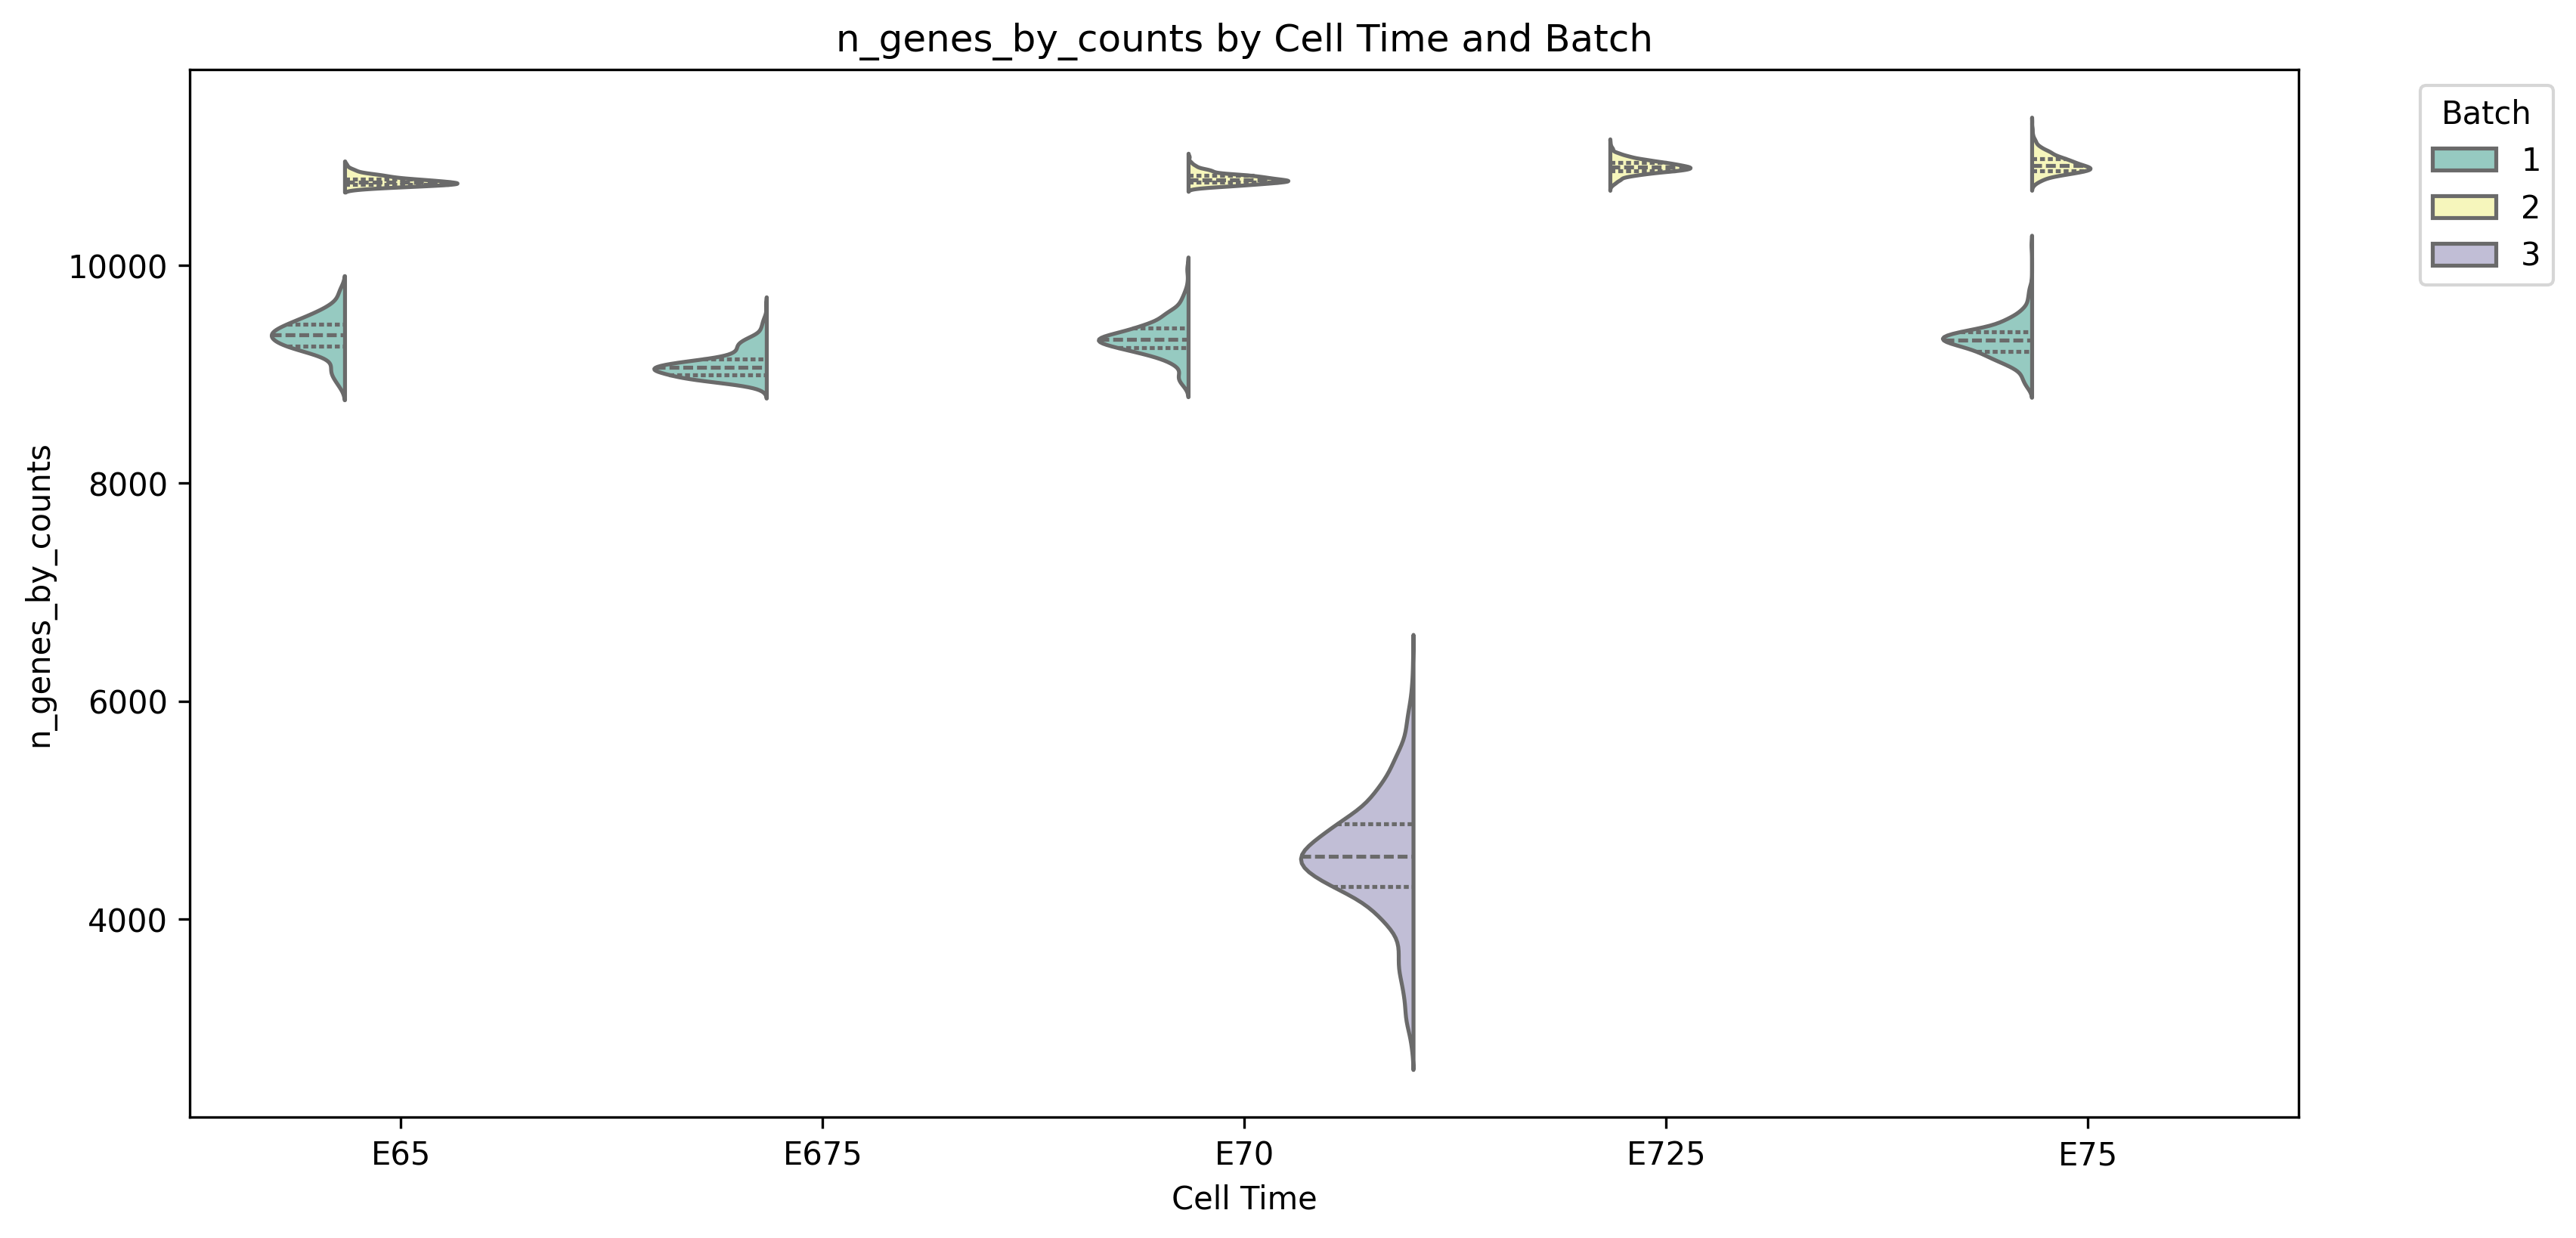 n_genes_by_counts by Cell Time and Batch
Batch
1
2
3
n_genes_by_counts
10000
8000
6000
4000
E65 E675 E70 E725 E75
Cell Time